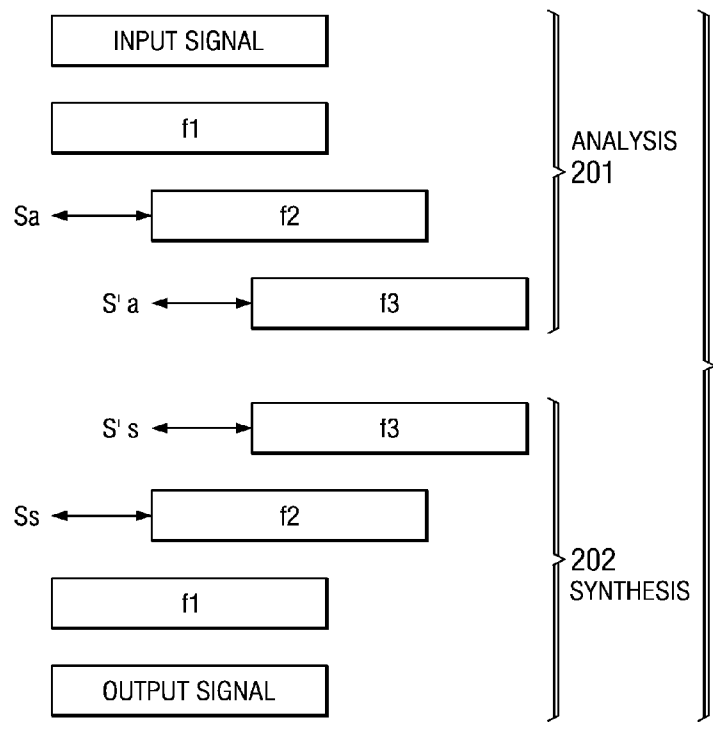 INPUT SIGNAL
f1
ANALYSIS
201
Sa
f2
S' a
f3
S' s
f3
Ss
f2
202
SYNTHESIS
f1
OUTPUT SIGNAL